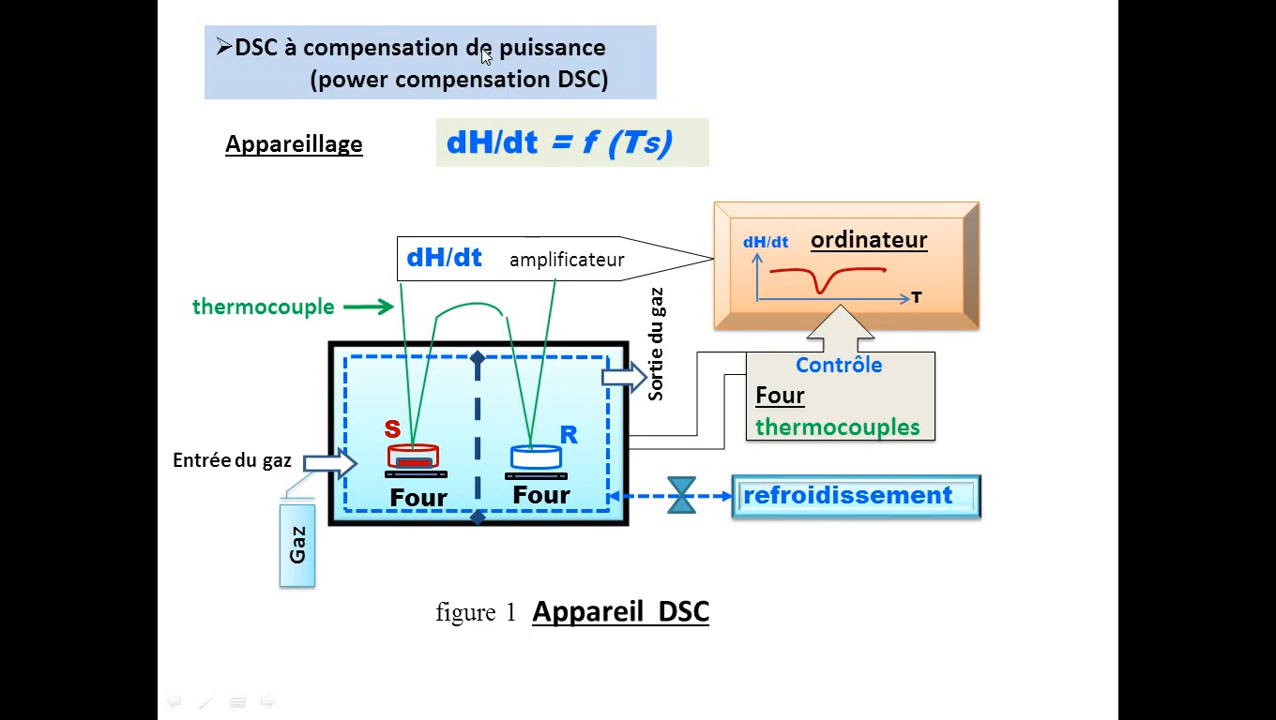 ➢DSC à compensation de puissance
(power compensation DSC)
Appareillage
dH/dt = f (Ts)
dH/dt amplificateur
dH/dt ordinateur
T
thermocouple
Sortie du gaz
Contrôle
Four
thermocouples
S
R
Entrée du gaz
Four
Four
refroidissement
Gaz
figure 1 Appareil DSC